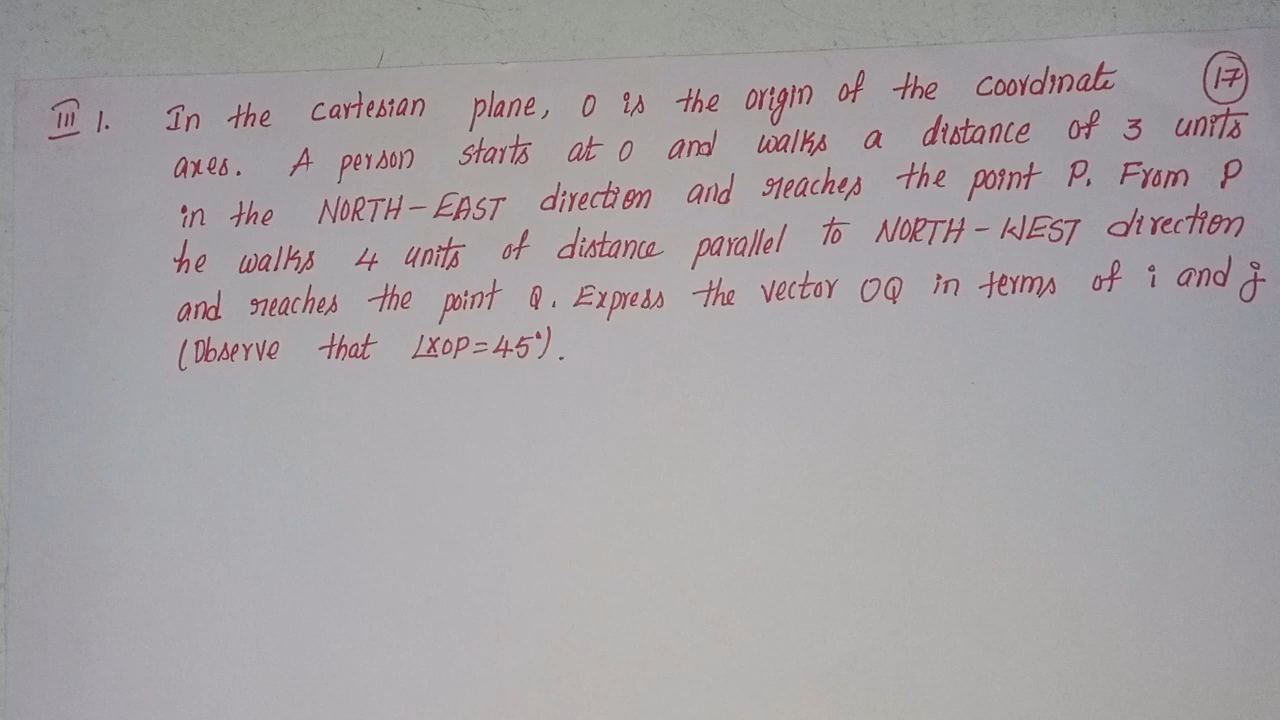 III 1. In the cartesian plane, O is the origin of the coordinate (17)
axes. A person starts at O and walks a distance of 3 units
in the NORTH-EAST direction and reaches the point P. From P
he walks 4 units of distance parallel to NORTH-WEST direction
and reaches the point Q. Express the vector OQ in terms of i and j
(Observe that ∠XOP=45°).